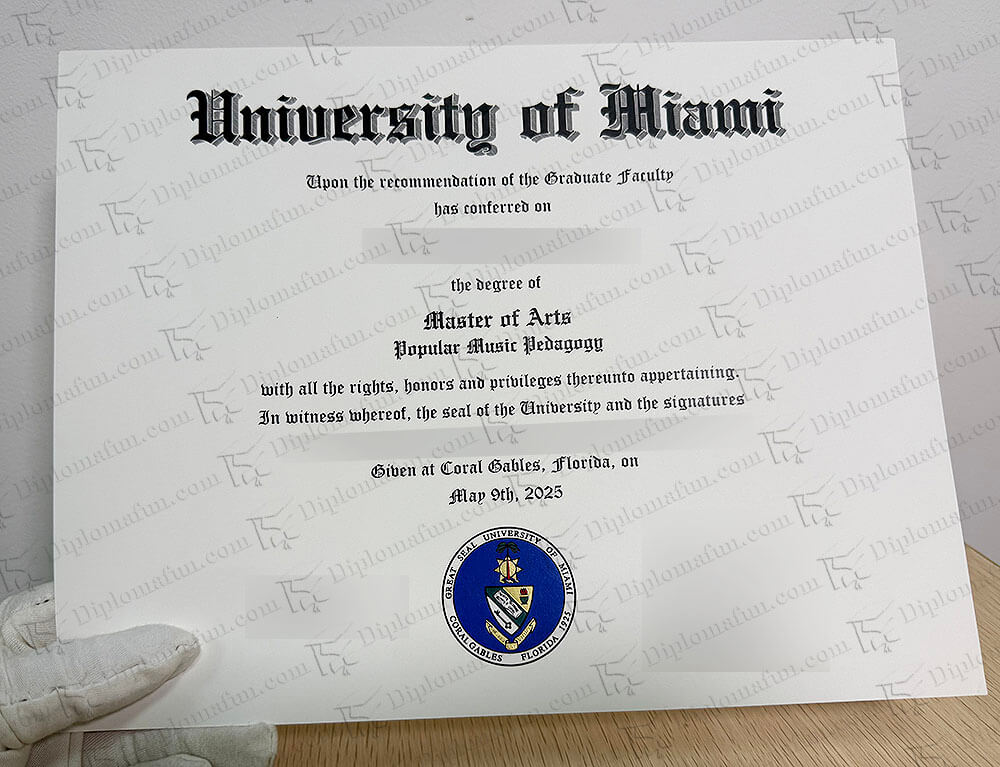 University of Miami
Upon the recommendation of the Graduate Faculty
has conferred on
the degree of
Master of Arts
Popular Music Pedagogy
with all the rights, honors and privileges thereunto appertaining.
In witness whereof, the seal of the University and the signatures
Given at Coral Gables, Florida, on
May 9th, 2025
GREAT SEAL UNIVERSITY OF MIAMI
CORAL GABLES FLORIDA 1925
Diplomafun.com